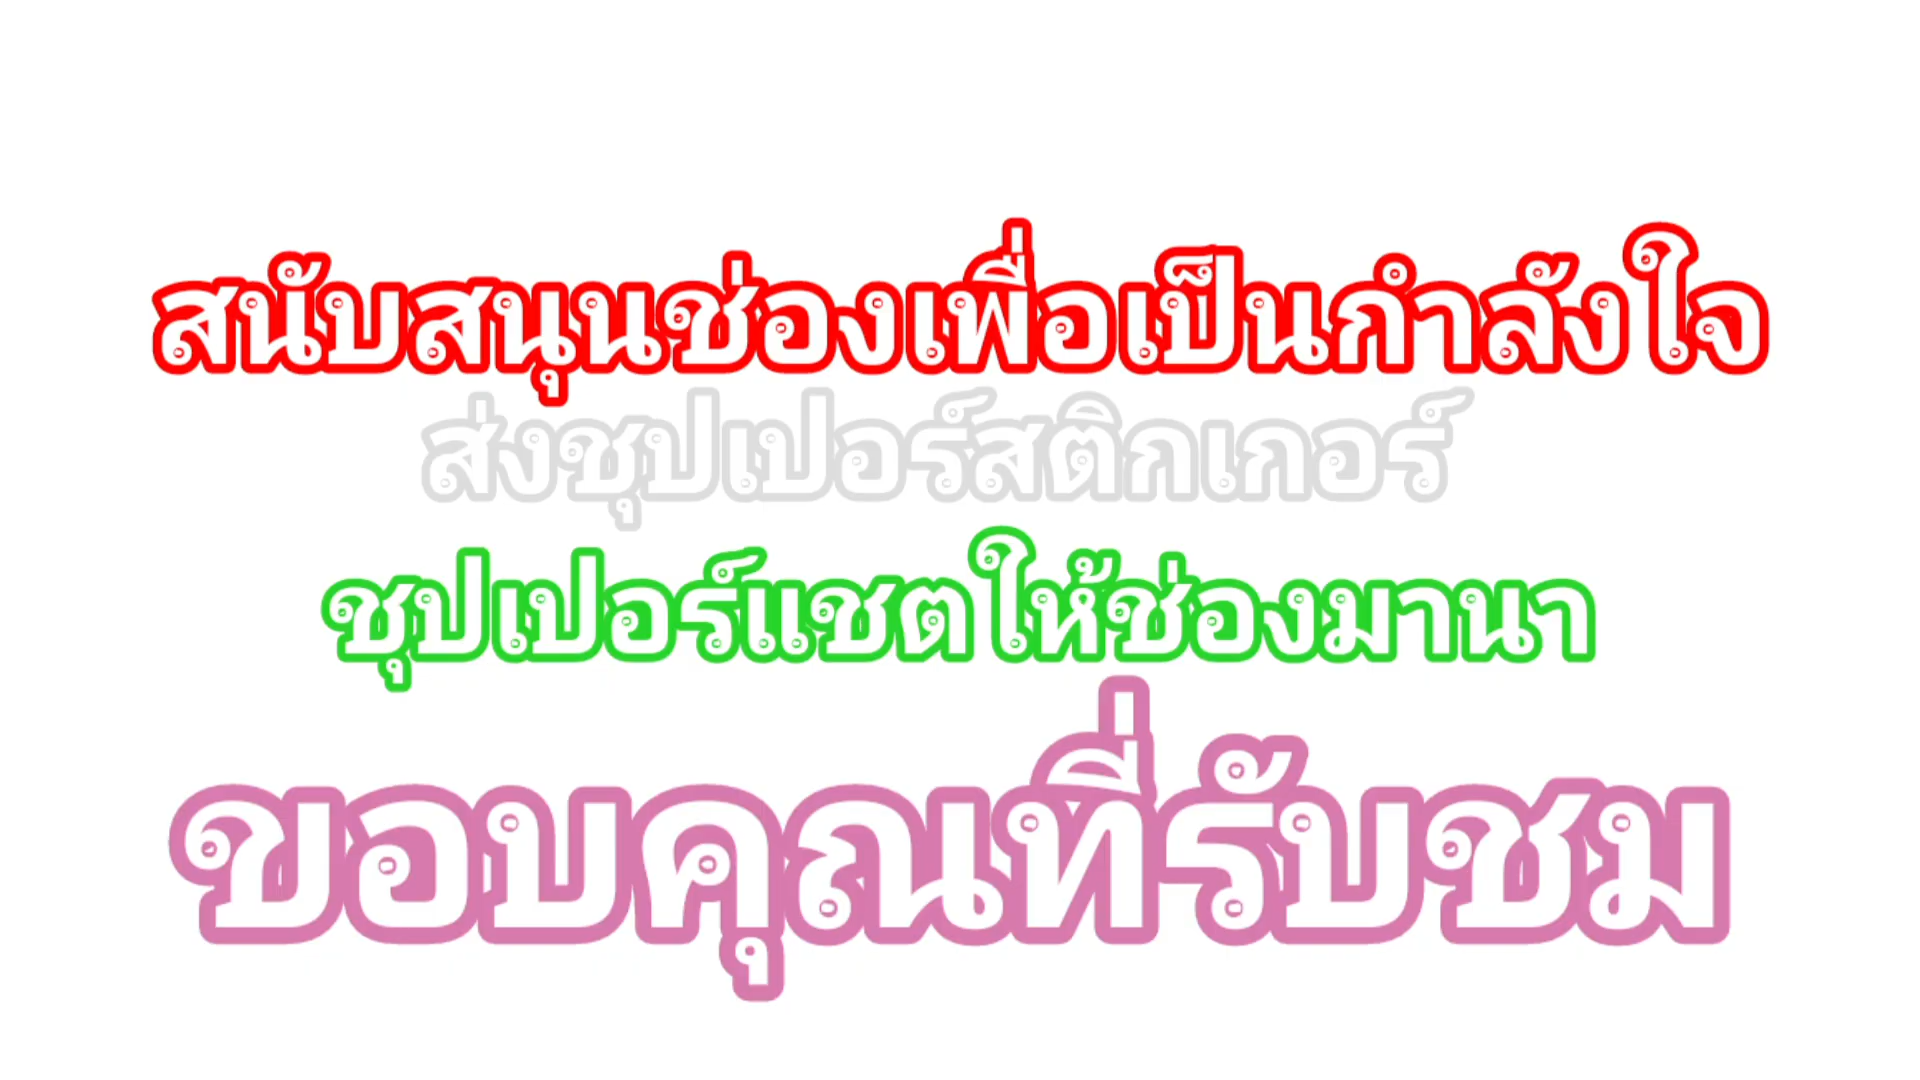 สนับสนุนช่องเพื่อเป็นกำลังใจ
ส่งซุปเปอร์สติกเกอร์
ซุปเปอร์แชตให้ช่องมานา
ขอบคุณที่รับชม